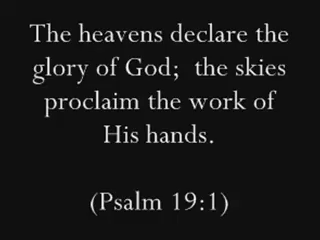 The heavens declare the
glory of God;  the skies
proclaim the work of
His hands.
(Psalm 19:1)